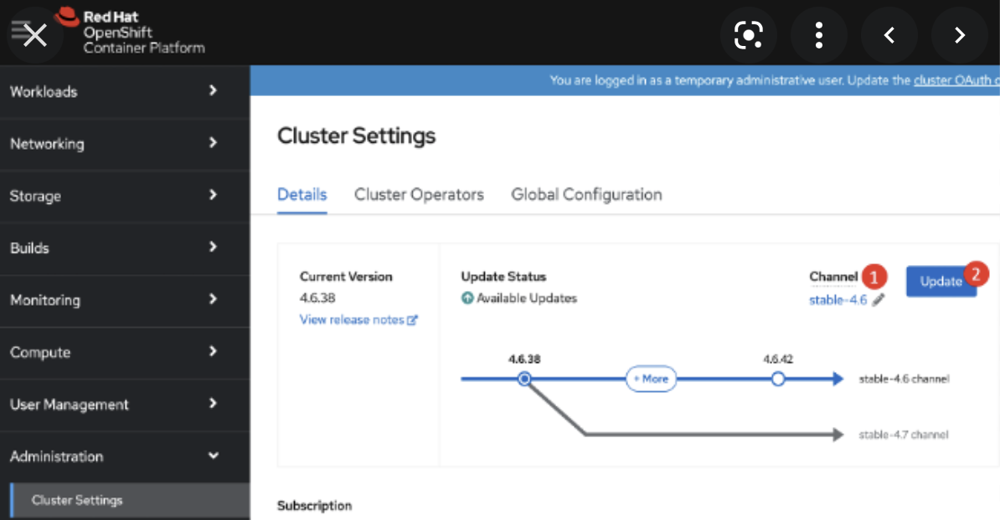 Red Hat
OpenShift
Container Platform
You are logged in as a temporary administrative user. Update the cluster OAuth
Workloads
Networking
Storage
Builds
Monitoring
Compute
User Management
Administration
Cluster Settings
Cluster Settings
Details Cluster Operators Global Configuration
Current Version
4.6.38
View release notes
Update Status
Available Updates
Channel 1
stable-4.6
Update 2
4.6.38 4.6.42
+ More
stable-4.6 channel
stable-4.7 channel
Subscription